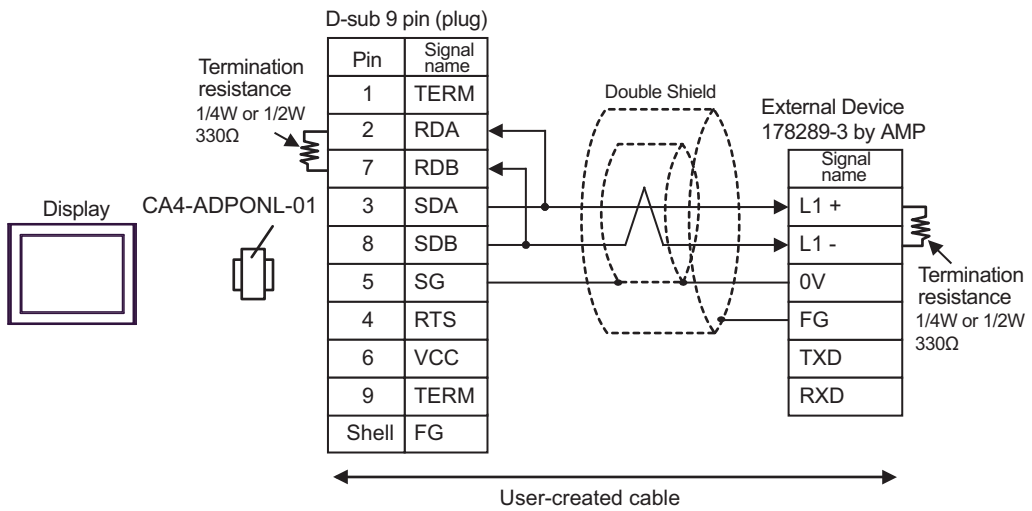 D-sub 9 pin (plug)
Pin Signal name
1 TERM
2 RDA
7 RDB
3 SDA
8 SDB
5 SG
4 RTS
6 VCC
9 TERM
Shell FG
Termination
resistance
1/4W or 1/2W
330Ω
CA4-ADPONL-01
Display
Double Shield
External Device
178289-3 by AMP
Signal
name
L1 +
L1 -
0V
FG
TXD
RXD
Termination
resistance
1/4W or 1/2W
330Ω
User-created cable